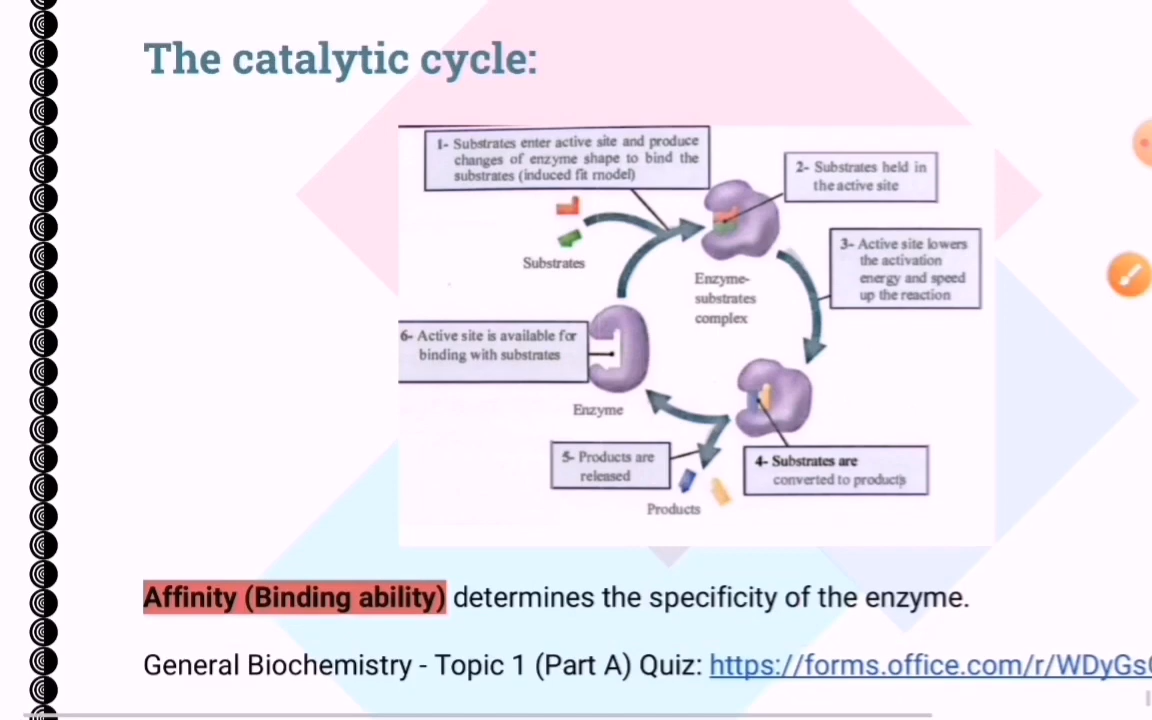 The catalytic cycle:
1- Substrates enter active site and produce
changes of enzyme shape to bind the
substrates (induced fit model)
2- Substrates held in
the active site
Substrates
3- Active site lowers
the activation
energy and speed
up the reaction
Enzyme-
substrates
complex
6- Active site is available for
binding with substrates
Enzyme
5- Products are
released
4- Substrates are
converted to products
Products
Affinity (Binding ability) determines the specificity of the enzyme.
General Biochemistry - Topic 1 (Part A) Quiz: https://forms.office.com/r/WDyGs